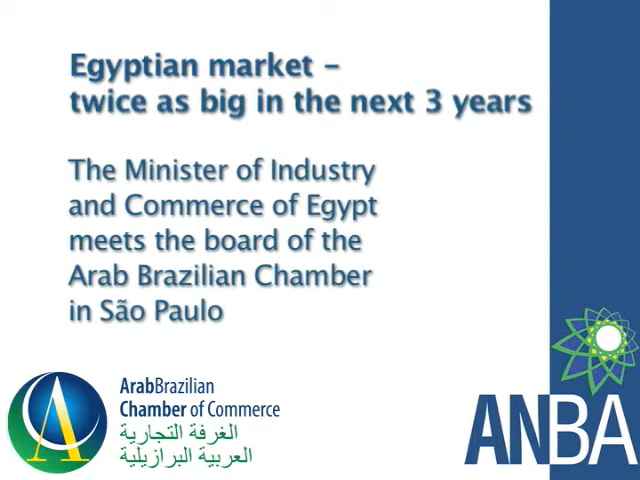 Egyptian market –
twice as big in the next 3 years
The Minister of Industry
and Commerce of Egypt
meets the board of the
Arab Brazilian Chamber
in São Paulo
ArabBrazilian
Chamber of Commerce
الغرفة التجارية
العربية البرازيلية
ANBA